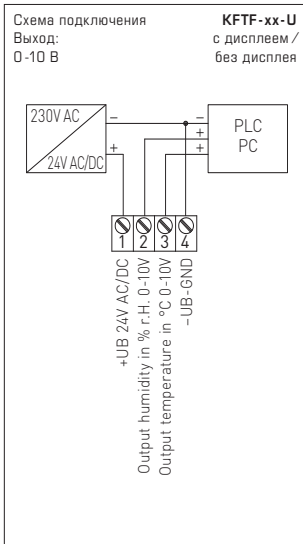 Схема подключения
Выход:
0-10 В
KFTF-xx-U
с дисплеем /
без дисплея
230V AC
24V AC/DC
−
+
−
+
+
PLC
PC
1 2 3 4
+UB 24V AC/DC
Output humidity in % r.H. 0-10V
Output temperature in °C 0-10V
−UB-GND